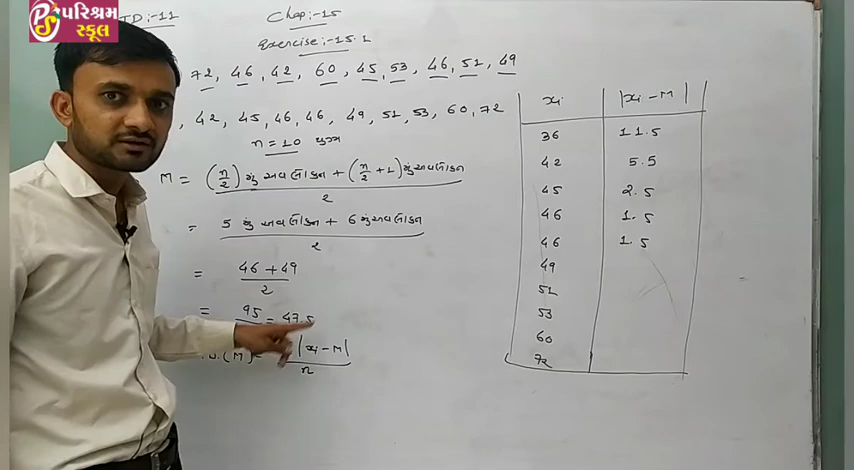 પરિશ્રમ
સ્કૂલ
TD:-11
Chap:-15
Exercise:-15.1
72, 46, 42, 60, 45, 53, 46, 51, 49
, 42, 45, 46, 46, 49, 51, 53, 60, 72
n = 10 યુગ્મ
M = (n/2) મું અવલોકન + (n/2 + 1) મું અવલોકન
2
= 5 મું અવલોકન + 6 મું અવલોકન
2
= 46 + 49
2
= 95 = 47.5
.D.(M) = |xi - M|
n
xi |xi - M|
36 11.5
42 5.5
45 2.5
46 1.5
46 1.5
49
51
53
60
72